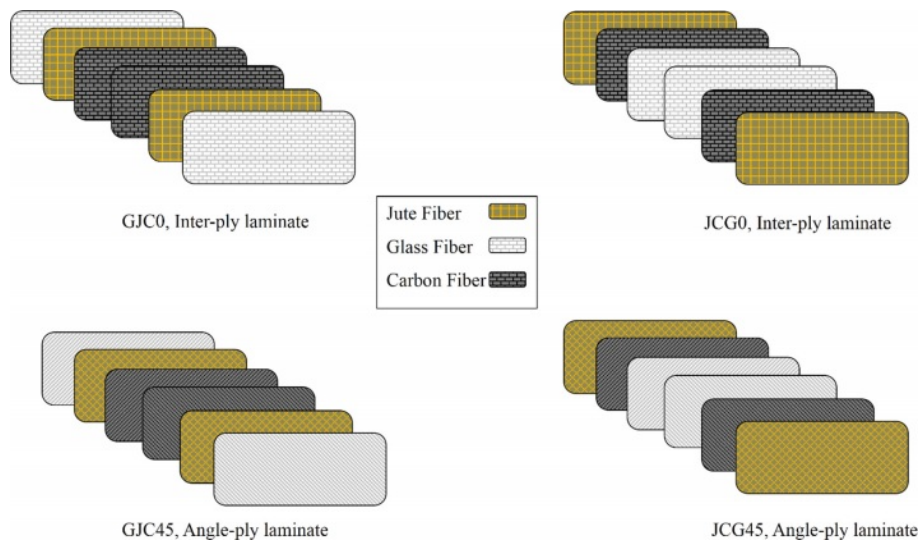 GJC0, Inter-ply laminate
JCG0, Inter-ply laminate
Jute Fiber
Glass Fiber
Carbon Fiber
GJC45, Angle-ply laminate
JCG45, Angle-ply laminate